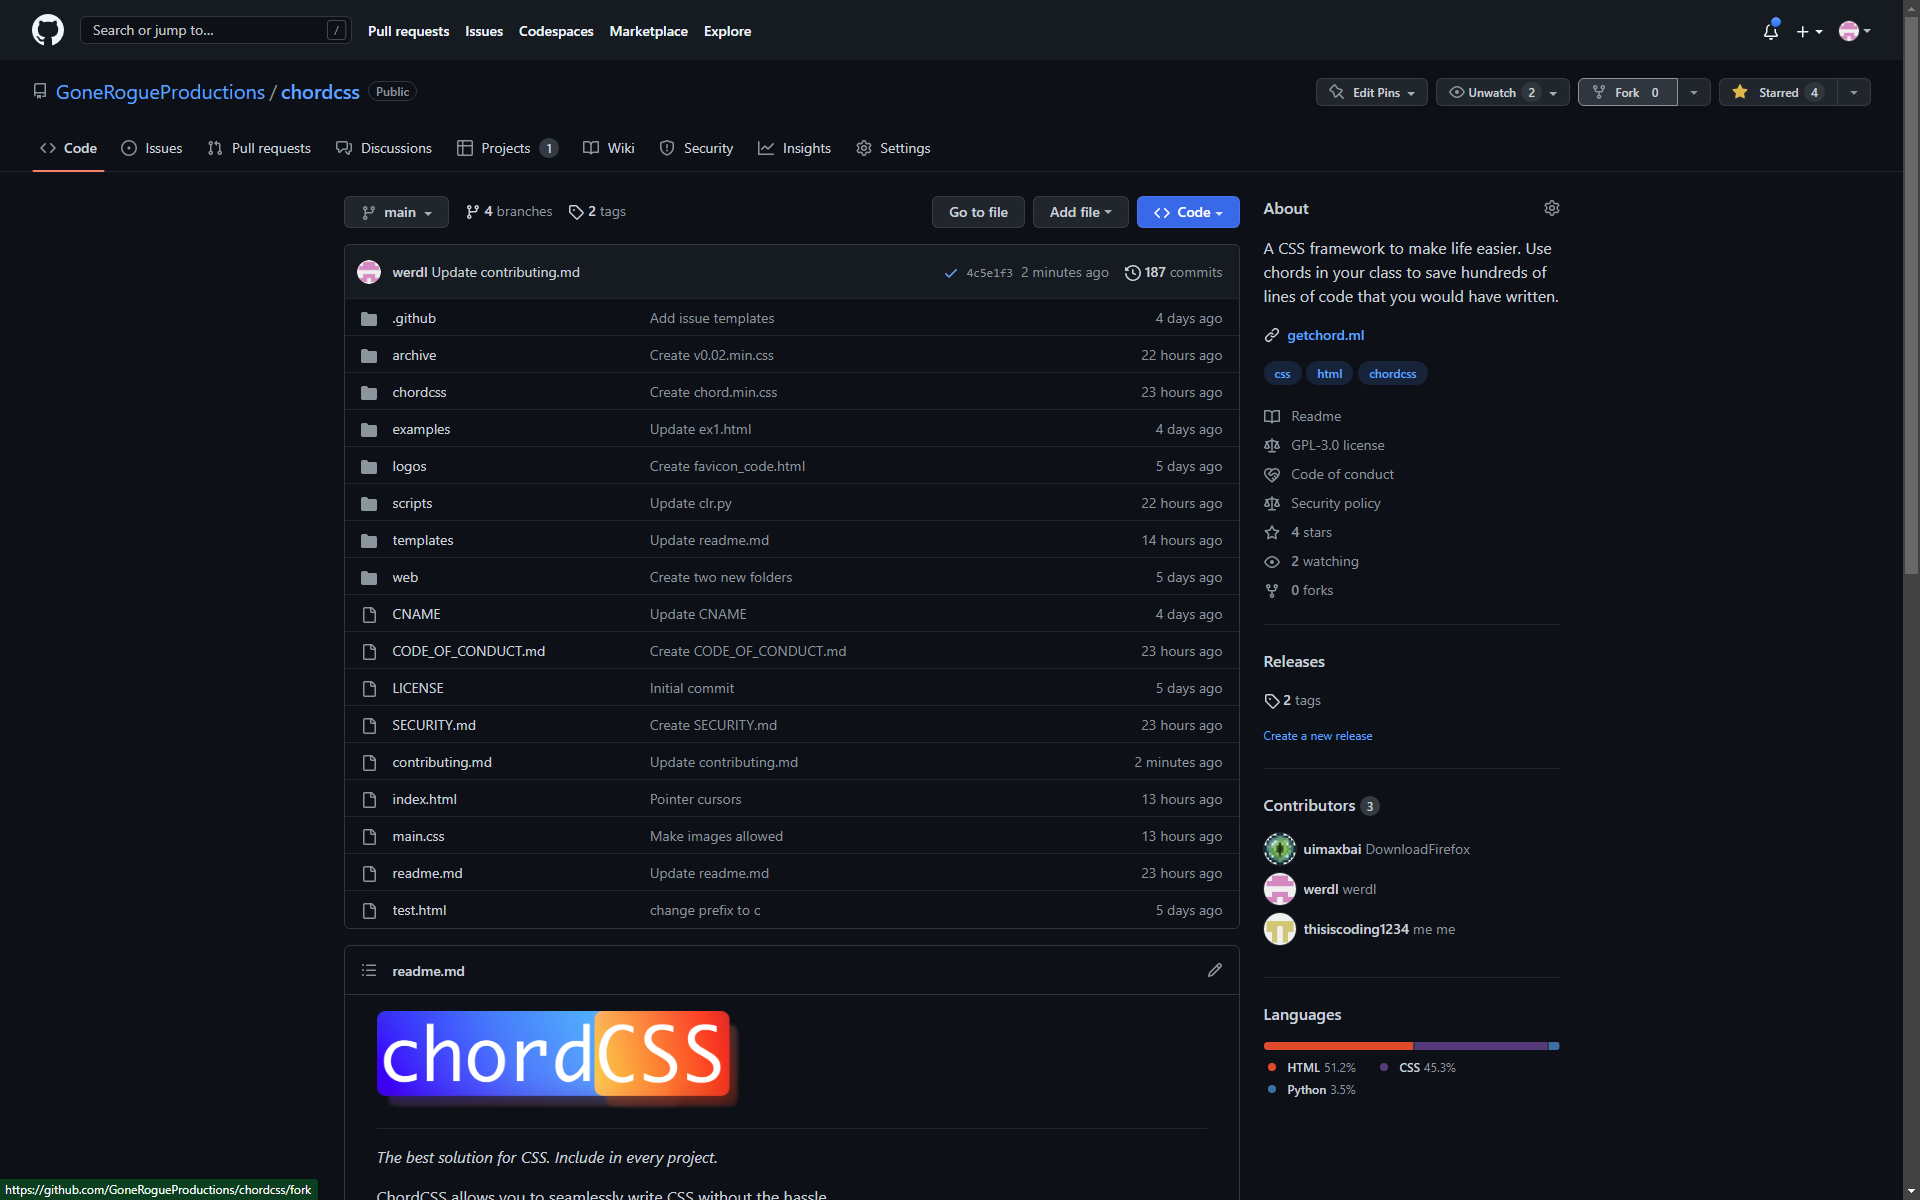 Search or jump to... /
Pull requests Issues Codespaces Marketplace Explore
GoneRogueProductions / chordcss Public
Edit Pins Unwatch 2 Fork 0 Starred 4
Code Issues Pull requests Discussions Projects 1 Wiki Security Insights Settings
main 4 branches 2 tags Go to file Add file Code
werdl Update contributing.md 4c5e1f3 2 minutes ago 187 commits
.github Add issue templates 4 days ago
archive Create v0.02.min.css 22 hours ago
chordcss Create chord.min.css 23 hours ago
examples Update ex1.html 4 days ago
logos Create favicon_code.html 5 days ago
scripts Update clr.py 22 hours ago
templates Update readme.md 14 hours ago
web Create two new folders 5 days ago
CNAME Update CNAME 4 days ago
CODE_OF_CONDUCT.md Create CODE_OF_CONDUCT.md 23 hours ago
LICENSE Initial commit 5 days ago
SECURITY.md Create SECURITY.md 23 hours ago
contributing.md Update contributing.md 2 minutes ago
index.html Pointer cursors 13 hours ago
main.css Make images allowed 13 hours ago
readme.md Update readme.md 23 hours ago
test.html change prefix to c 5 days ago
readme.md
chordCSS
The best solution for CSS. Include in every project.
ChordCSS allows you to seamlessly write CSS without the hassle
About
A CSS framework to make life easier. Use
chords in your class to save hundreds of
lines of code that you would have written.
getchord.ml
css html chordcss
Readme
GPL-3.0 license
Code of conduct
Security policy
4 stars
2 watching
0 forks
Releases
2 tags
Create a new release
Contributors 3
uimaxbai DownloadFirefox
werdl werdl
thisiscoding1234 me me
Languages
HTML 51.2% CSS 45.3%
Python 3.5%
https://github.com/GoneRogueProductions/chordcss/fork